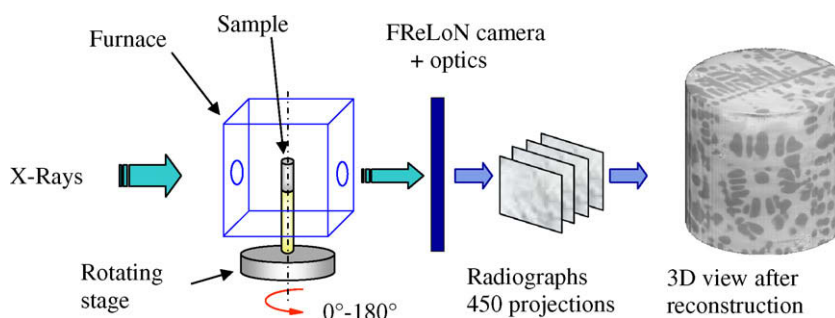 Furnace
Sample
FReLoN camera
+ optics
X-Rays
Rotating
stage
0°-180°
Radiographs
450 projections
3D view after
reconstruction